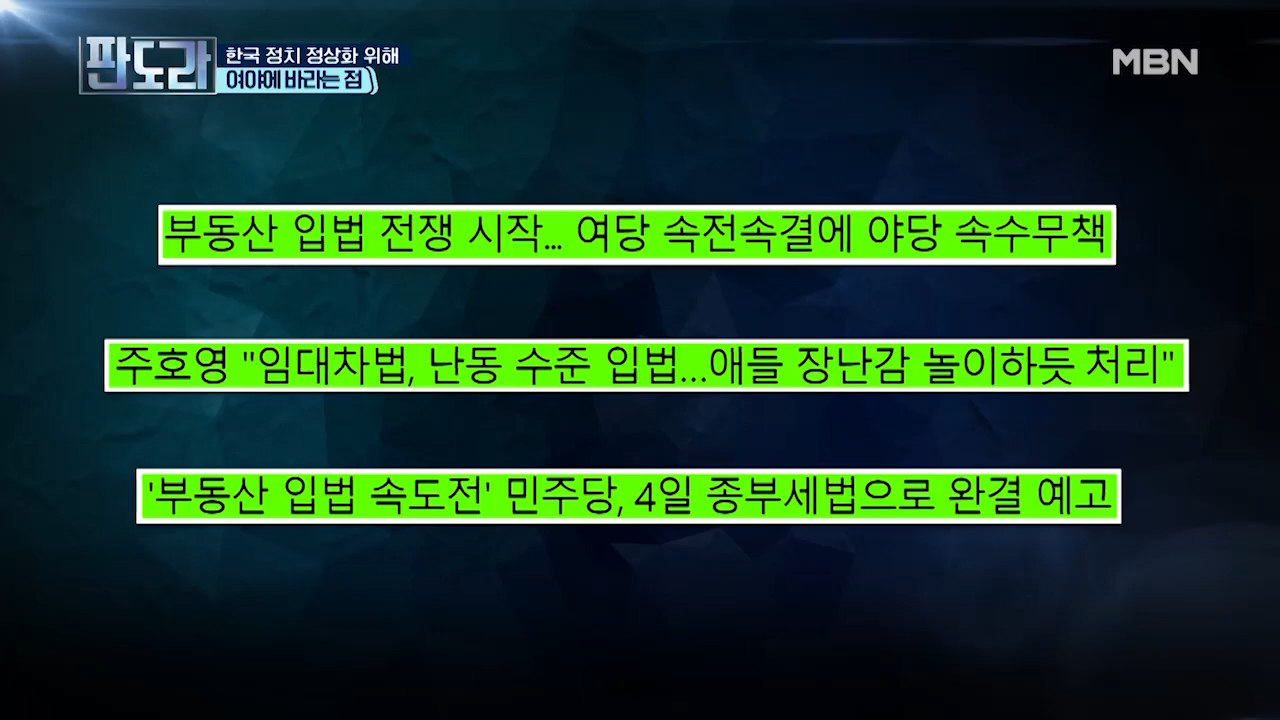 판도라
한국 정치 정상화 위해
여야에 바라는 점
MBN
부동산 입법 전쟁 시작... 여당 속전속결에 야당 속수무책
주호영 "임대차법, 난동 수준 입법...애들 장난감 놀이하듯 처리"
'부동산 입법 속도전' 민주당, 4일 종부세법으로 완결 예고